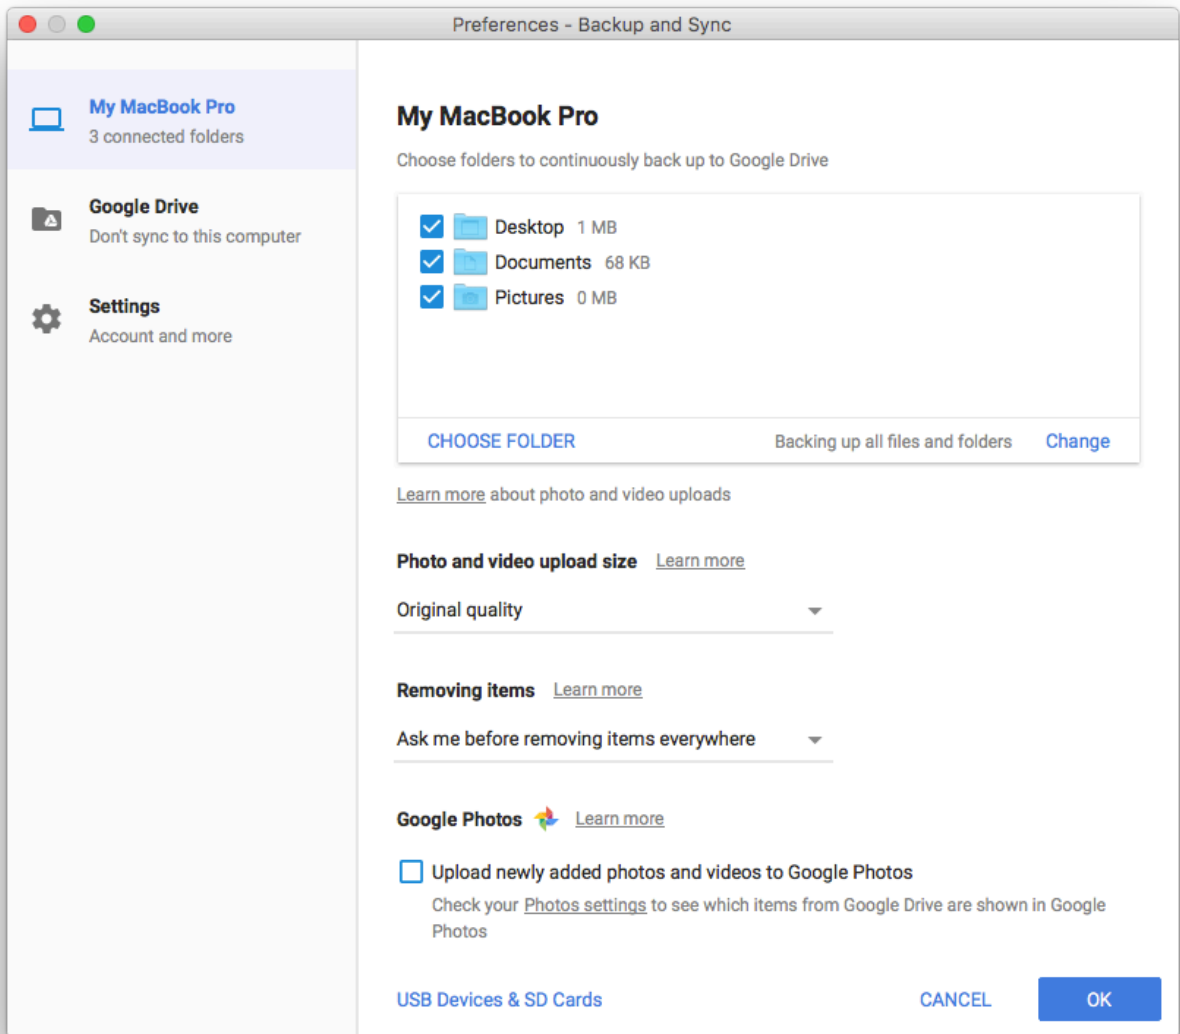 Preferences - Backup and Sync
My MacBook Pro
3 connected folders
Google Drive
Don't sync to this computer
Settings
Account and more
My MacBook Pro
Choose folders to continuously back up to Google Drive
Desktop 1 MB
Documents 68 KB
Pictures 0 MB
CHOOSE FOLDER Backing up all files and folders Change
Learn more about photo and video uploads
Photo and video upload size Learn more
Original quality
Removing items Learn more
Ask me before removing items everywhere
Google Photos Learn more
Upload newly added photos and videos to Google Photos
Check your Photos settings to see which items from Google Drive are shown in Google
Photos
USB Devices & SD Cards CANCEL OK